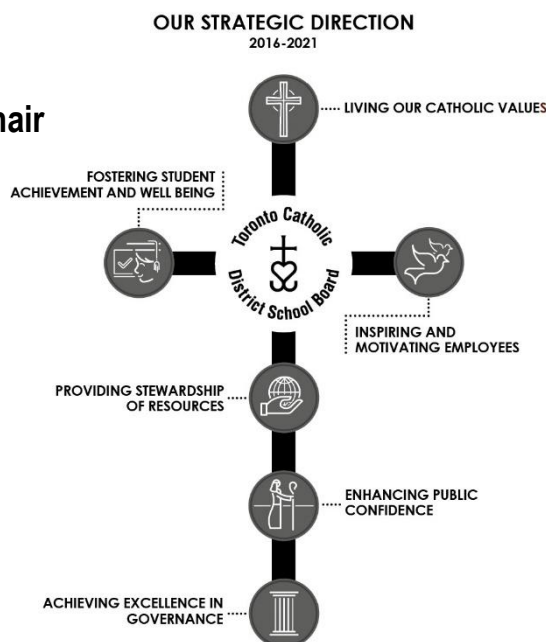 OUR STRATEGIC DIRECTION
2016-2021
LIVING OUR CATHOLIC VALUES
hair
FOSTERING STUDENT
ACHIEVEMENT AND WELL BEING
Toronto Catholic
District School Board
INSPIRING AND
MOTIVATING EMPLOYEES
PROVIDING STEWARDSHIP
OF RESOURCES
ENHANCING PUBLIC
CONFIDENCE
ACHIEVING EXCELLENCE IN
GOVERNANCE